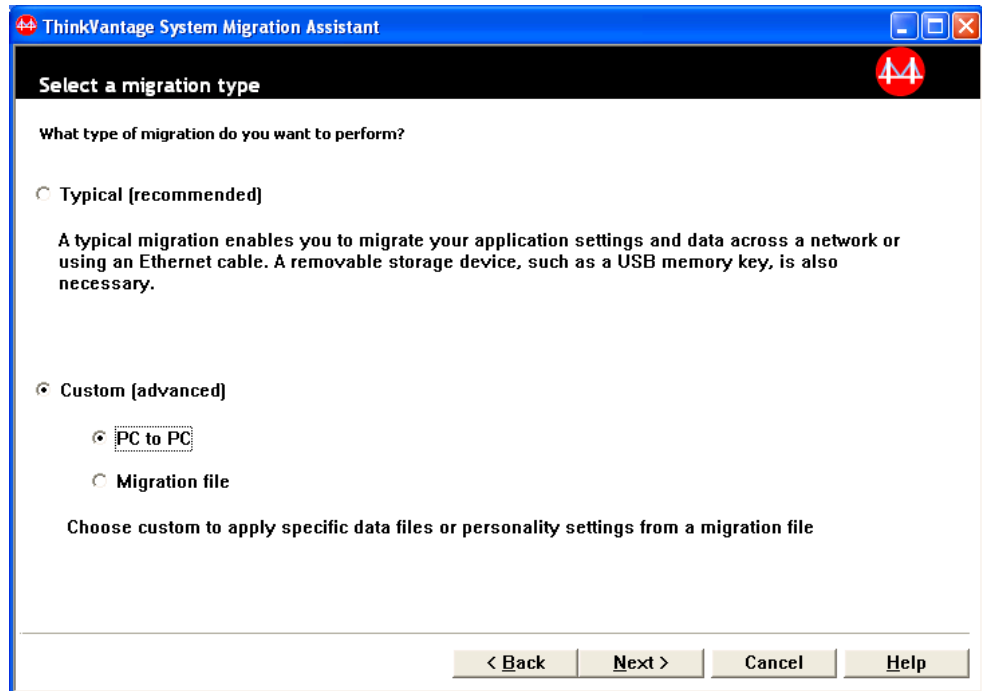 ThinkVantage System Migration Assistant
Select a migration type
What type of migration do you want to perform?
Typical (recommended)
A typical migration enables you to migrate your application settings and data across a network or
using an Ethernet cable. A removable storage device, such as a USB memory key, is also
necessary.
Custom (advanced)
PC to PC
Migration file
Choose custom to apply specific data files or personality settings from a migration file
< Back Next > Cancel Help